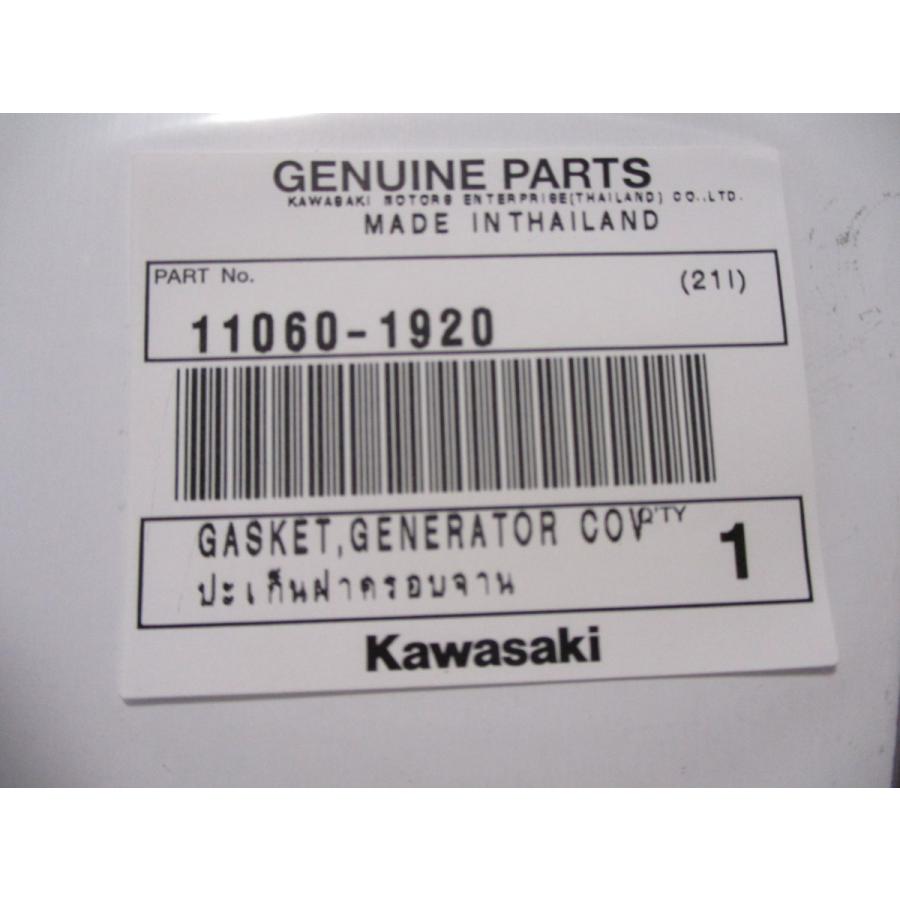 GENUINE PARTS
KAWASAKI MOTORS ENTERPRISE(THAILAND) CO.,LTD.
MADE INTHAILAND
PART No. (21I)
11060-1920
GASKET,GENERATOR COV Q'TY 1
ปะเก็นฝาครอบจาน
Kawasaki